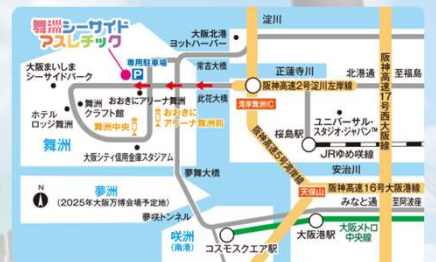 舞洲シーサイド
アスレチック
専用駐車場
P
大阪北港
ヨットハーバー
淀川
常吉大橋
正蓮寺川
北港通
至福島
大阪まいしま
シーサイドパーク
おおきにアリーナ舞洲
此花大橋
阪神高速2号淀川左岸線
湾岸舞洲IC
阪神高速17号西大阪線
ホテル
ロッジ舞洲
舞洲
クラフト館
舞洲中央
おおきに
アリーナ舞洲前
舞洲
大阪シティ信用金庫スタジアム
桜島駅
ユニバーサル・
スタジオ・ジャパン™
JRゆめ咲線
阪神高速5号湾岸線
安治川
夢舞大橋
天保山
阪神高速16号大阪港線
みなと通
至阿波座
N
夢洲
(2025年大阪万博会場予定地)
夢咲トンネル
咲洲
(南港)
コスモスクエア駅
大阪港駅
大阪メトロ
中央線